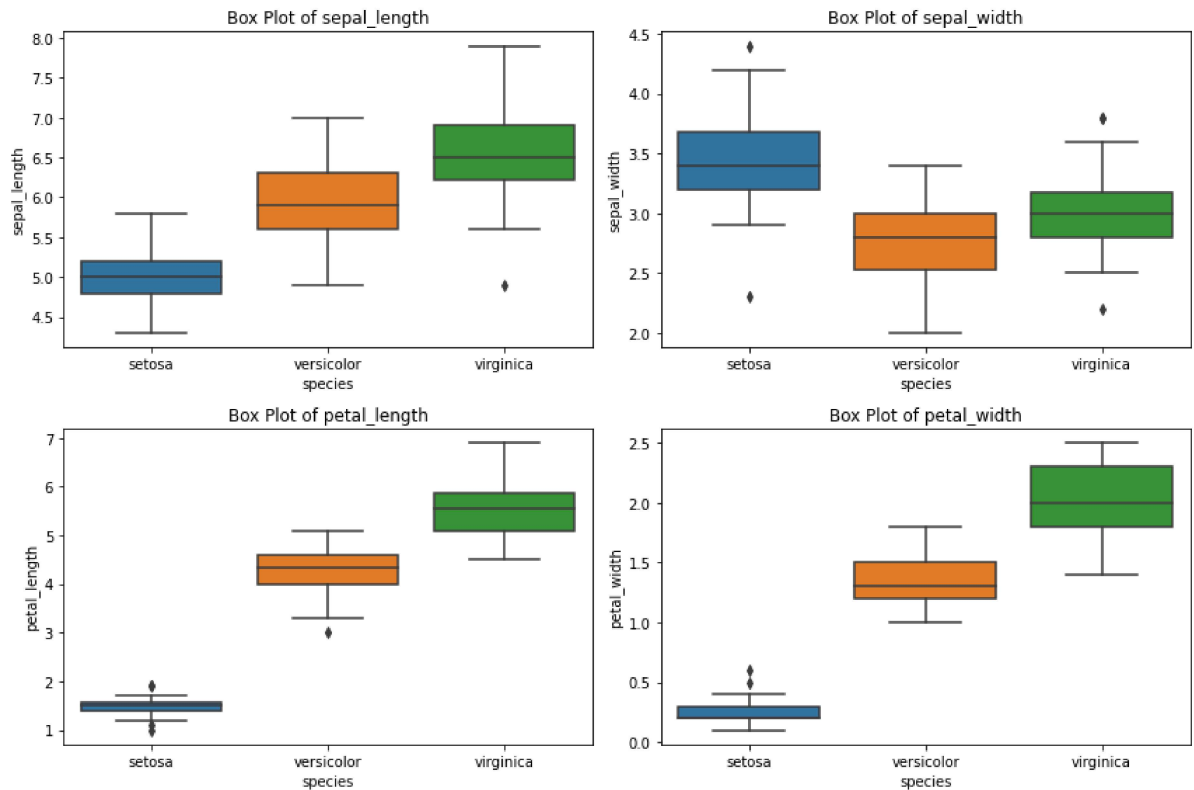 Box Plot of sepal_length
8.0
7.5
7.0
6.5
6.0
5.5
5.0
4.5
sepal_length
setosa versicolor virginica
species
Box Plot of sepal_width
4.5
4.0
3.5
3.0
2.5
2.0
sepal_width
setosa versicolor virginica
species
Box Plot of petal_length
7
6
5
4
3
2
1
petal_length
setosa versicolor virginica
species
Box Plot of petal_width
2.5
2.0
1.5
1.0
0.5
0.0
petal_width
setosa versicolor virginica
species